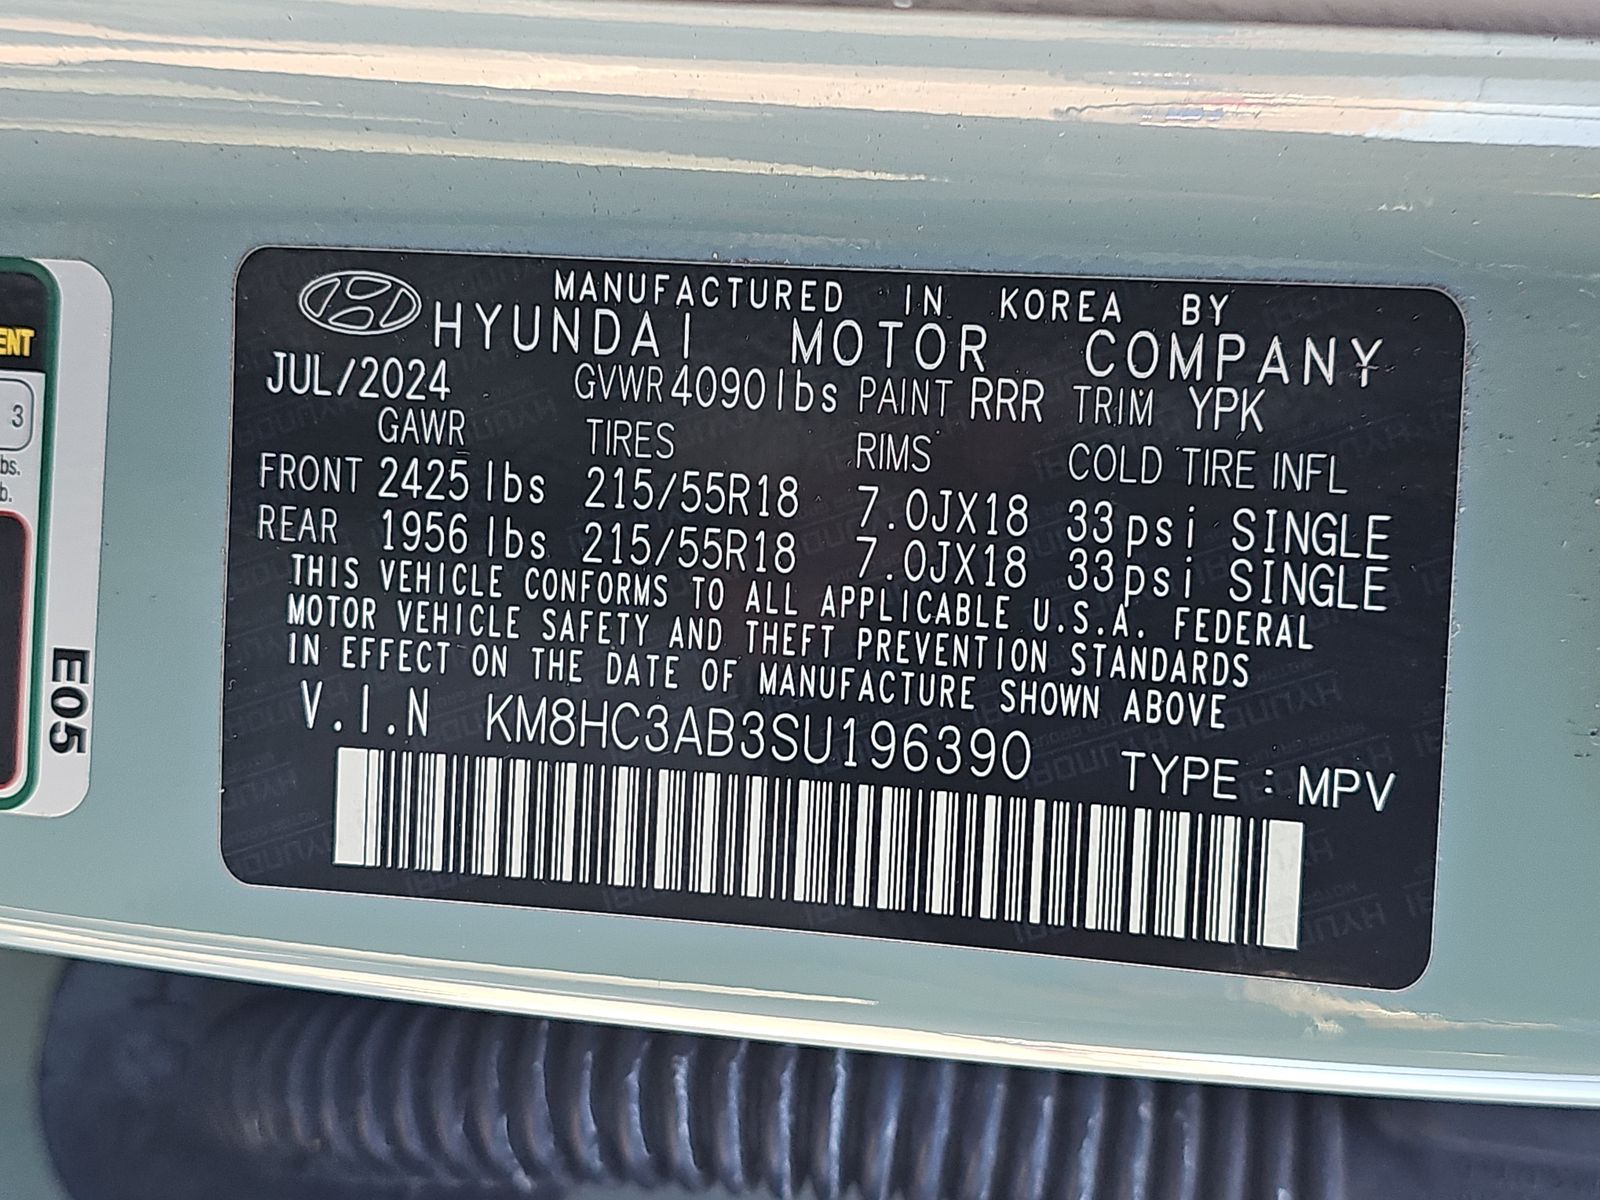 MANUFACTURED IN KOREA BY
HYUNDAI MOTOR COMPANY
JUL/2024 GVWR 4090lbs PAINT RRR TRIM YPK
GAWR TIRES RIMS COLD TIRE INFL
FRONT 2425 lbs 215/55R18 7.0JX18 33psi SINGLE
REAR 1956 lbs 215/55R18 7.0JX18 33psi SINGLE
THIS VEHICLE CONFORMS TO ALL APPLICABLE U.S.A. FEDERAL
MOTOR VEHICLE SAFETY AND THEFT PREVENTION STANDARDS
IN EFFECT ON THE DATE OF MANUFACTURE SHOWN ABOVE
V.I.N KM8HC3AB3SU196390 TYPE : MPV
3
E05